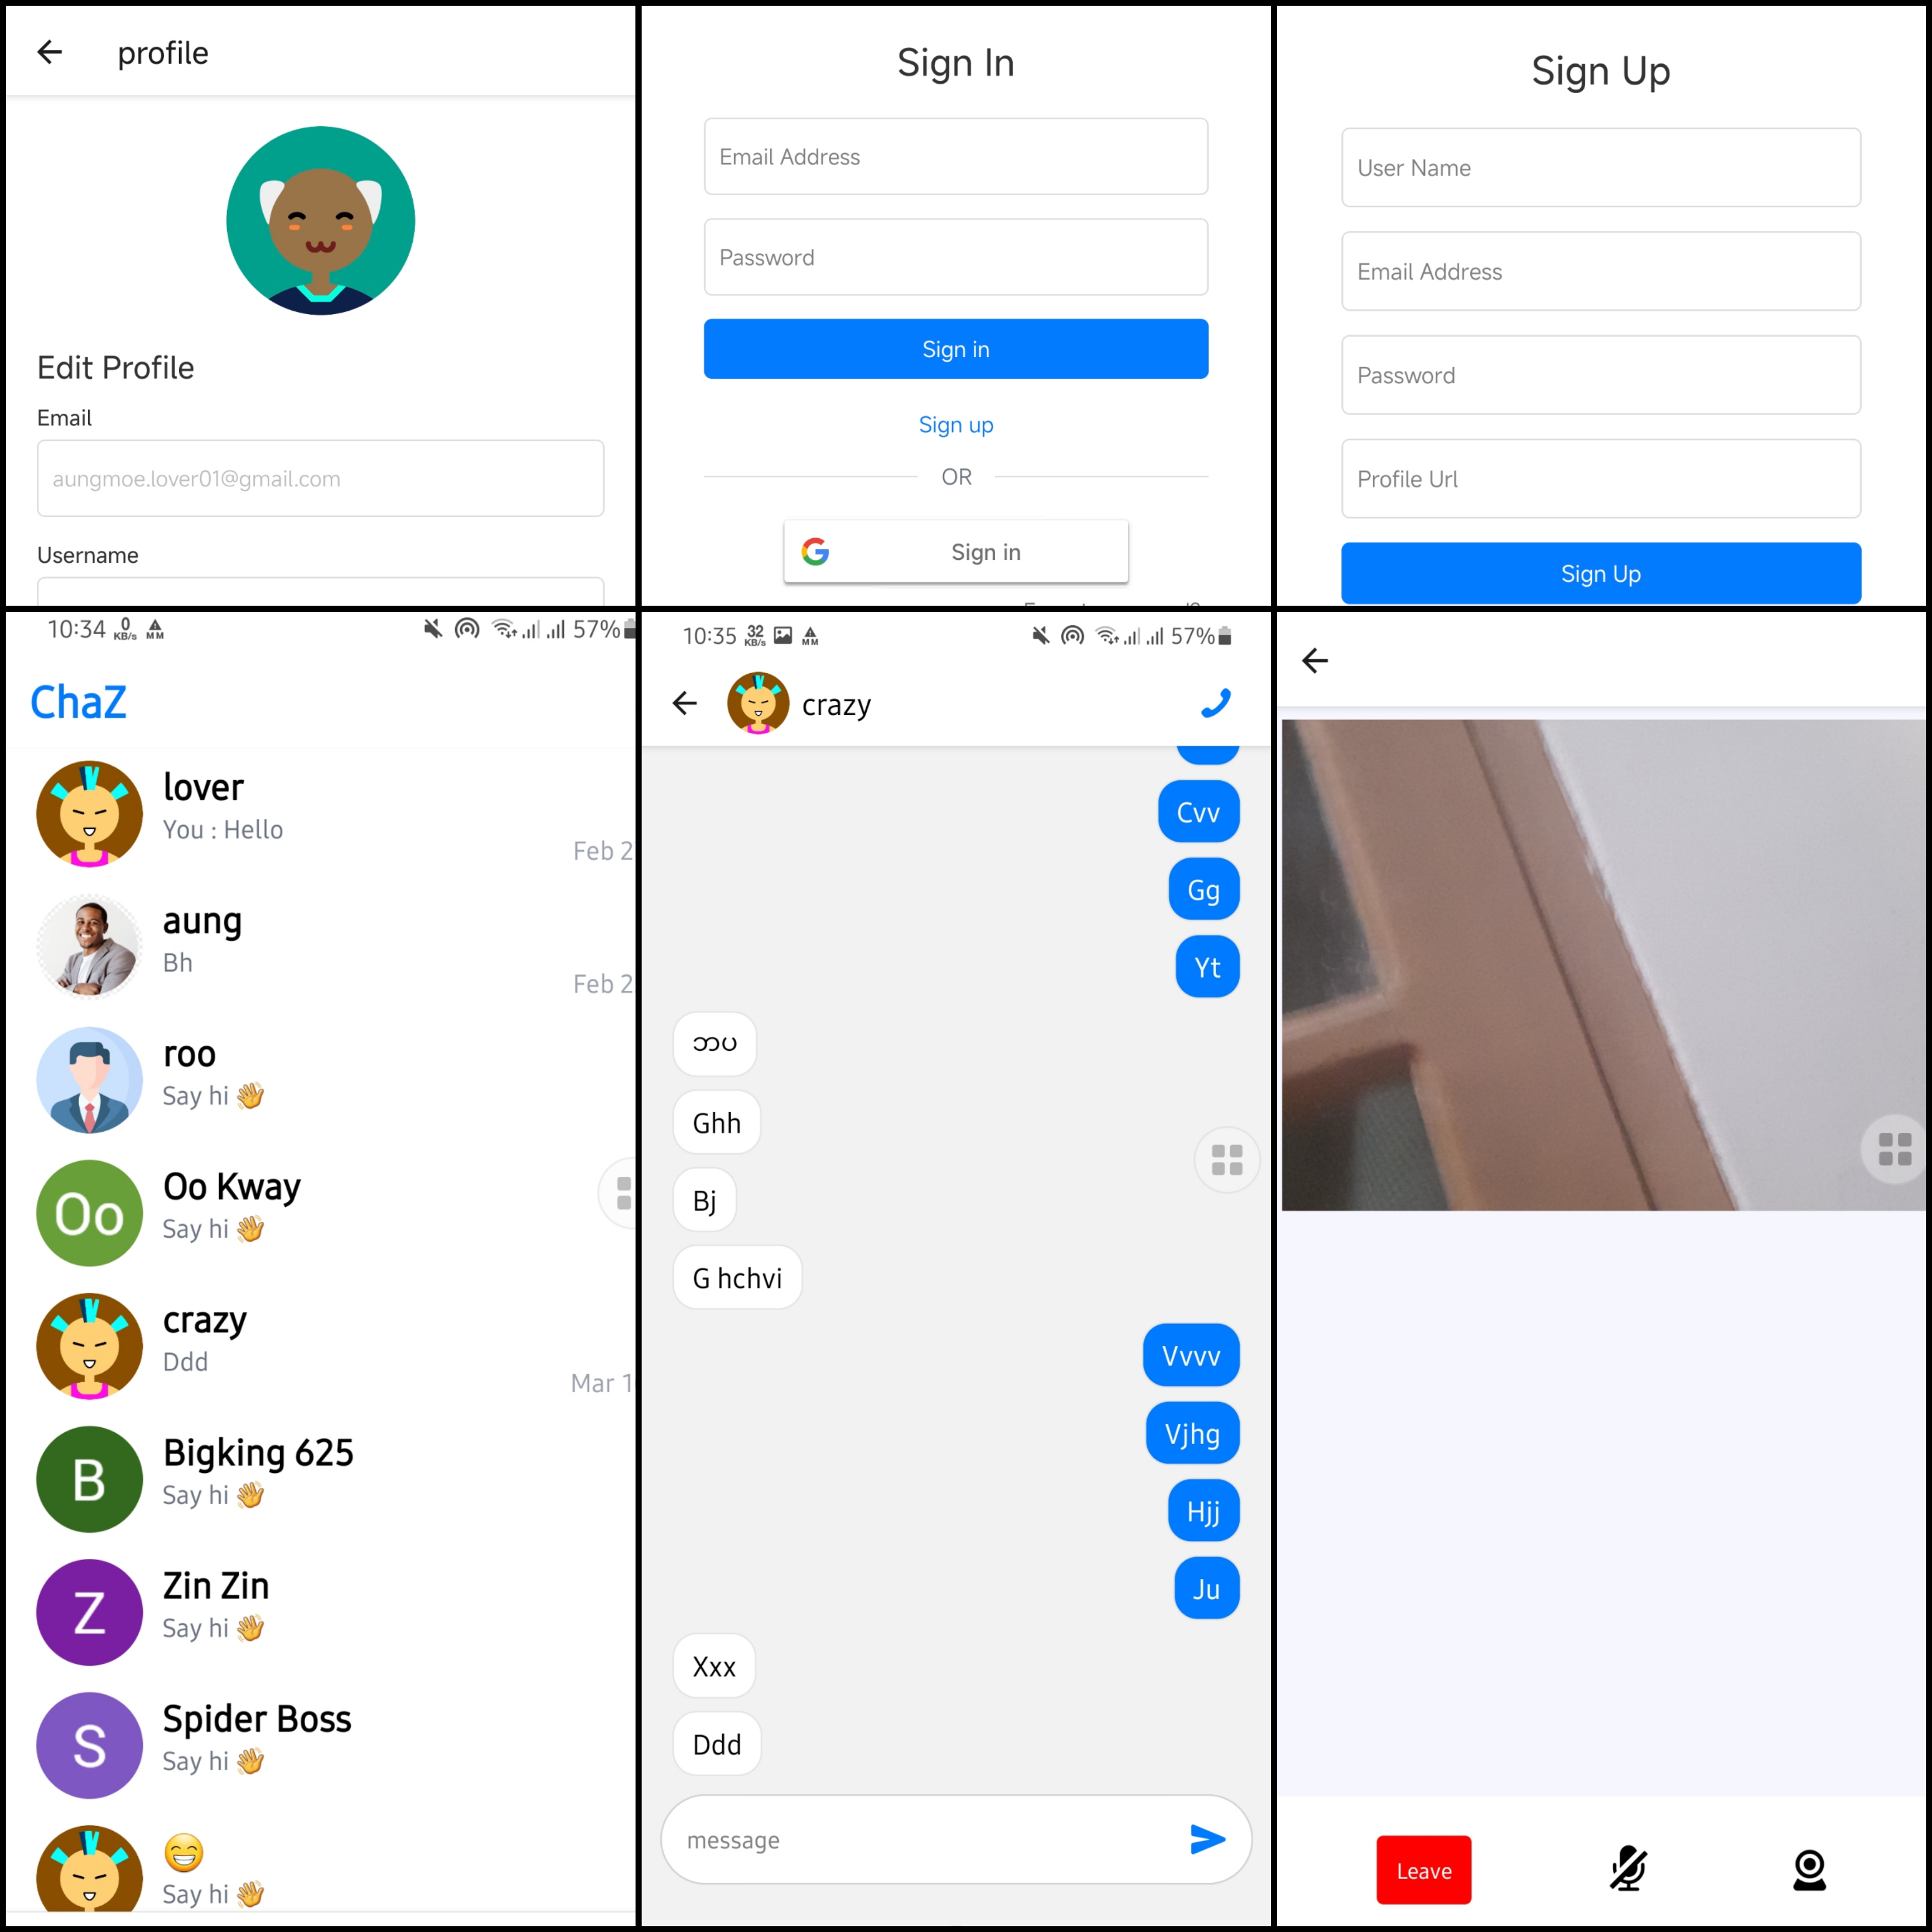 profile
Edit Profile
Email
aungmoe.lover01@gmail.com
Username
Sign In
Email Address
Password
Sign in
Sign up
OR
Sign in
Sign Up
User Name
Email Address
Password
Profile Url
Sign Up
10:34 0 KB/s MM 57%
ChaZ
lover
You : Hello
Feb 2
aung
Bh
Feb 2
roo
Say hi 👋
Oo
Oo Kway
Say hi 👋
crazy
Ddd
Mar 1
B
Bigking 625
Say hi 👋
Z
Zin Zin
Say hi 👋
S
Spider Boss
Say hi 👋
😁
Say hi 👋
10:35 32 KB/s MM 57%
crazy
Cvv
Gg
Yt
ဘပ
Ghh
Bj
G hchvi
Vvvv
Vjhg
Hjj
Ju
Xxx
Ddd
message
Leave